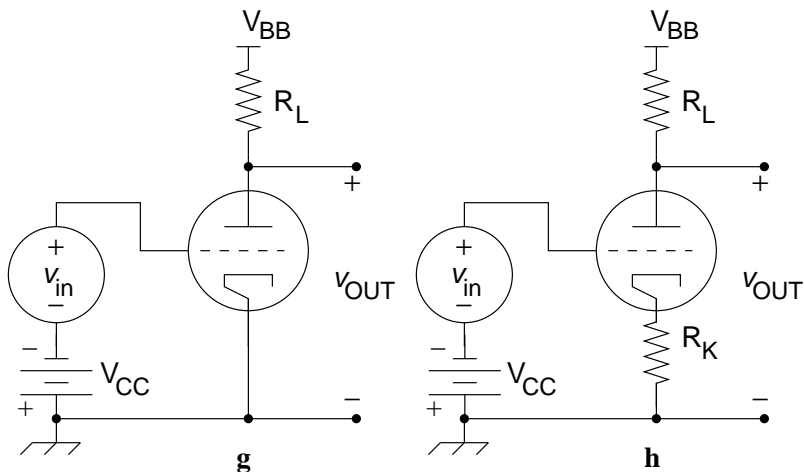 V_BB
R_L
+
+
v_in
−
v_OUT
−
V_CC
+
−
g
V_BB
R_L
+
+
v_in
−
v_OUT
R_K
−
V_CC
+
−
h